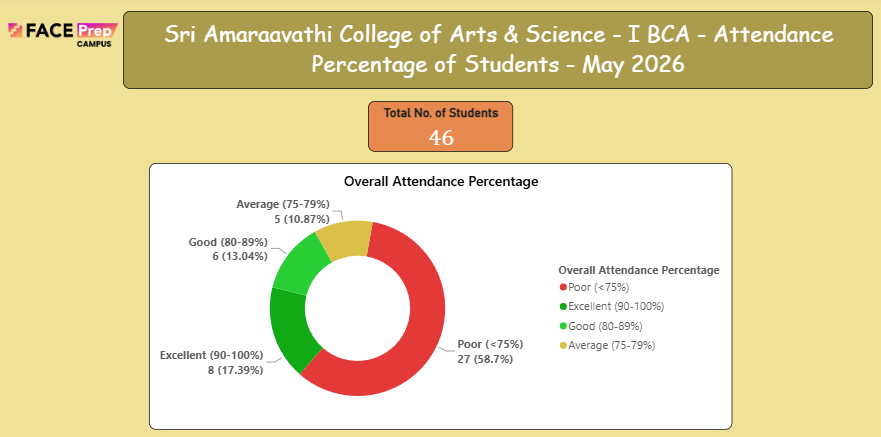 FACE Prep
CAMPUS
Sri Amaraavathi College of Arts & Science - I BCA - Attendance
Percentage of Students - May 2026
Total No. of Students
46
Overall Attendance Percentage
Average (75-79%)
5 (10.87%)
Good (80-89%)
6 (13.04%)
Excellent (90-100%)
8 (17.39%)
Poor (<75%)
27 (58.7%)
Overall Attendance Percentage
Poor (<75%)
Excellent (90-100%)
Good (80-89%)
Average (75-79%)